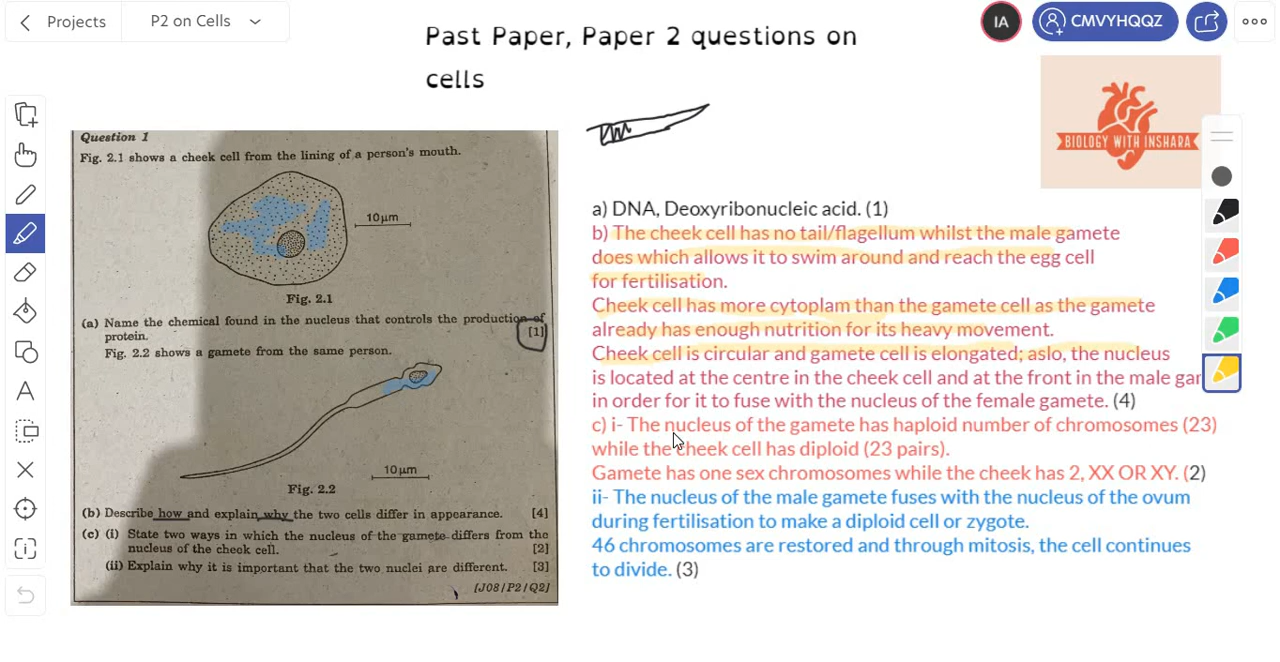 Projects
P2 on Cells
Past Paper, Paper 2 questions on
cells
IA
CMVYHQQZ
BIOLOGY WITH INSHARA
Question 1
Fig. 2.1 shows a cheek cell from the lining of a person's mouth.
10 μm
Fig. 2.1
(a) Name the chemical found in the nucleus that controls the production of
protein. [1]
Fig. 2.2 shows a gamete from the same person.
10 μm
Fig. 2.2
(b) Describe how and explain why the two cells differ in appearance. [4]
(c) (i) State two ways in which the nucleus of the gamete differs from the
nucleus of the cheek cell. [2]
(ii) Explain why it is important that the two nuclei are different. [3]
[J08/P2/Q2]
a) DNA, Deoxyribonucleic acid. (1)
b) The cheek cell has no tail/flagellum whilst the male gamete
does which allows it to swim around and reach the egg cell
for fertilisation.
Cheek cell has more cytoplam than the gamete cell as the gamete
already has enough nutrition for its heavy movement.
Cheek cell is circular and gamete cell is elongated; aslo, the nucleus
is located at the centre in the cheek cell and at the front in the male gar
in order for it to fuse with the nucleus of the female gamete. (4)
c) i- The nucleus of the gamete has haploid number of chromosomes (23)
while the cheek cell has diploid (23 pairs).
Gamete has one sex chromosomes while the cheek has 2, XX OR XY. (2)
ii- The nucleus of the male gamete fuses with the nucleus of the ovum
during fertilisation to make a diploid cell or zygote.
46 chromosomes are restored and through mitosis, the cell continues
to divide. (3)
A